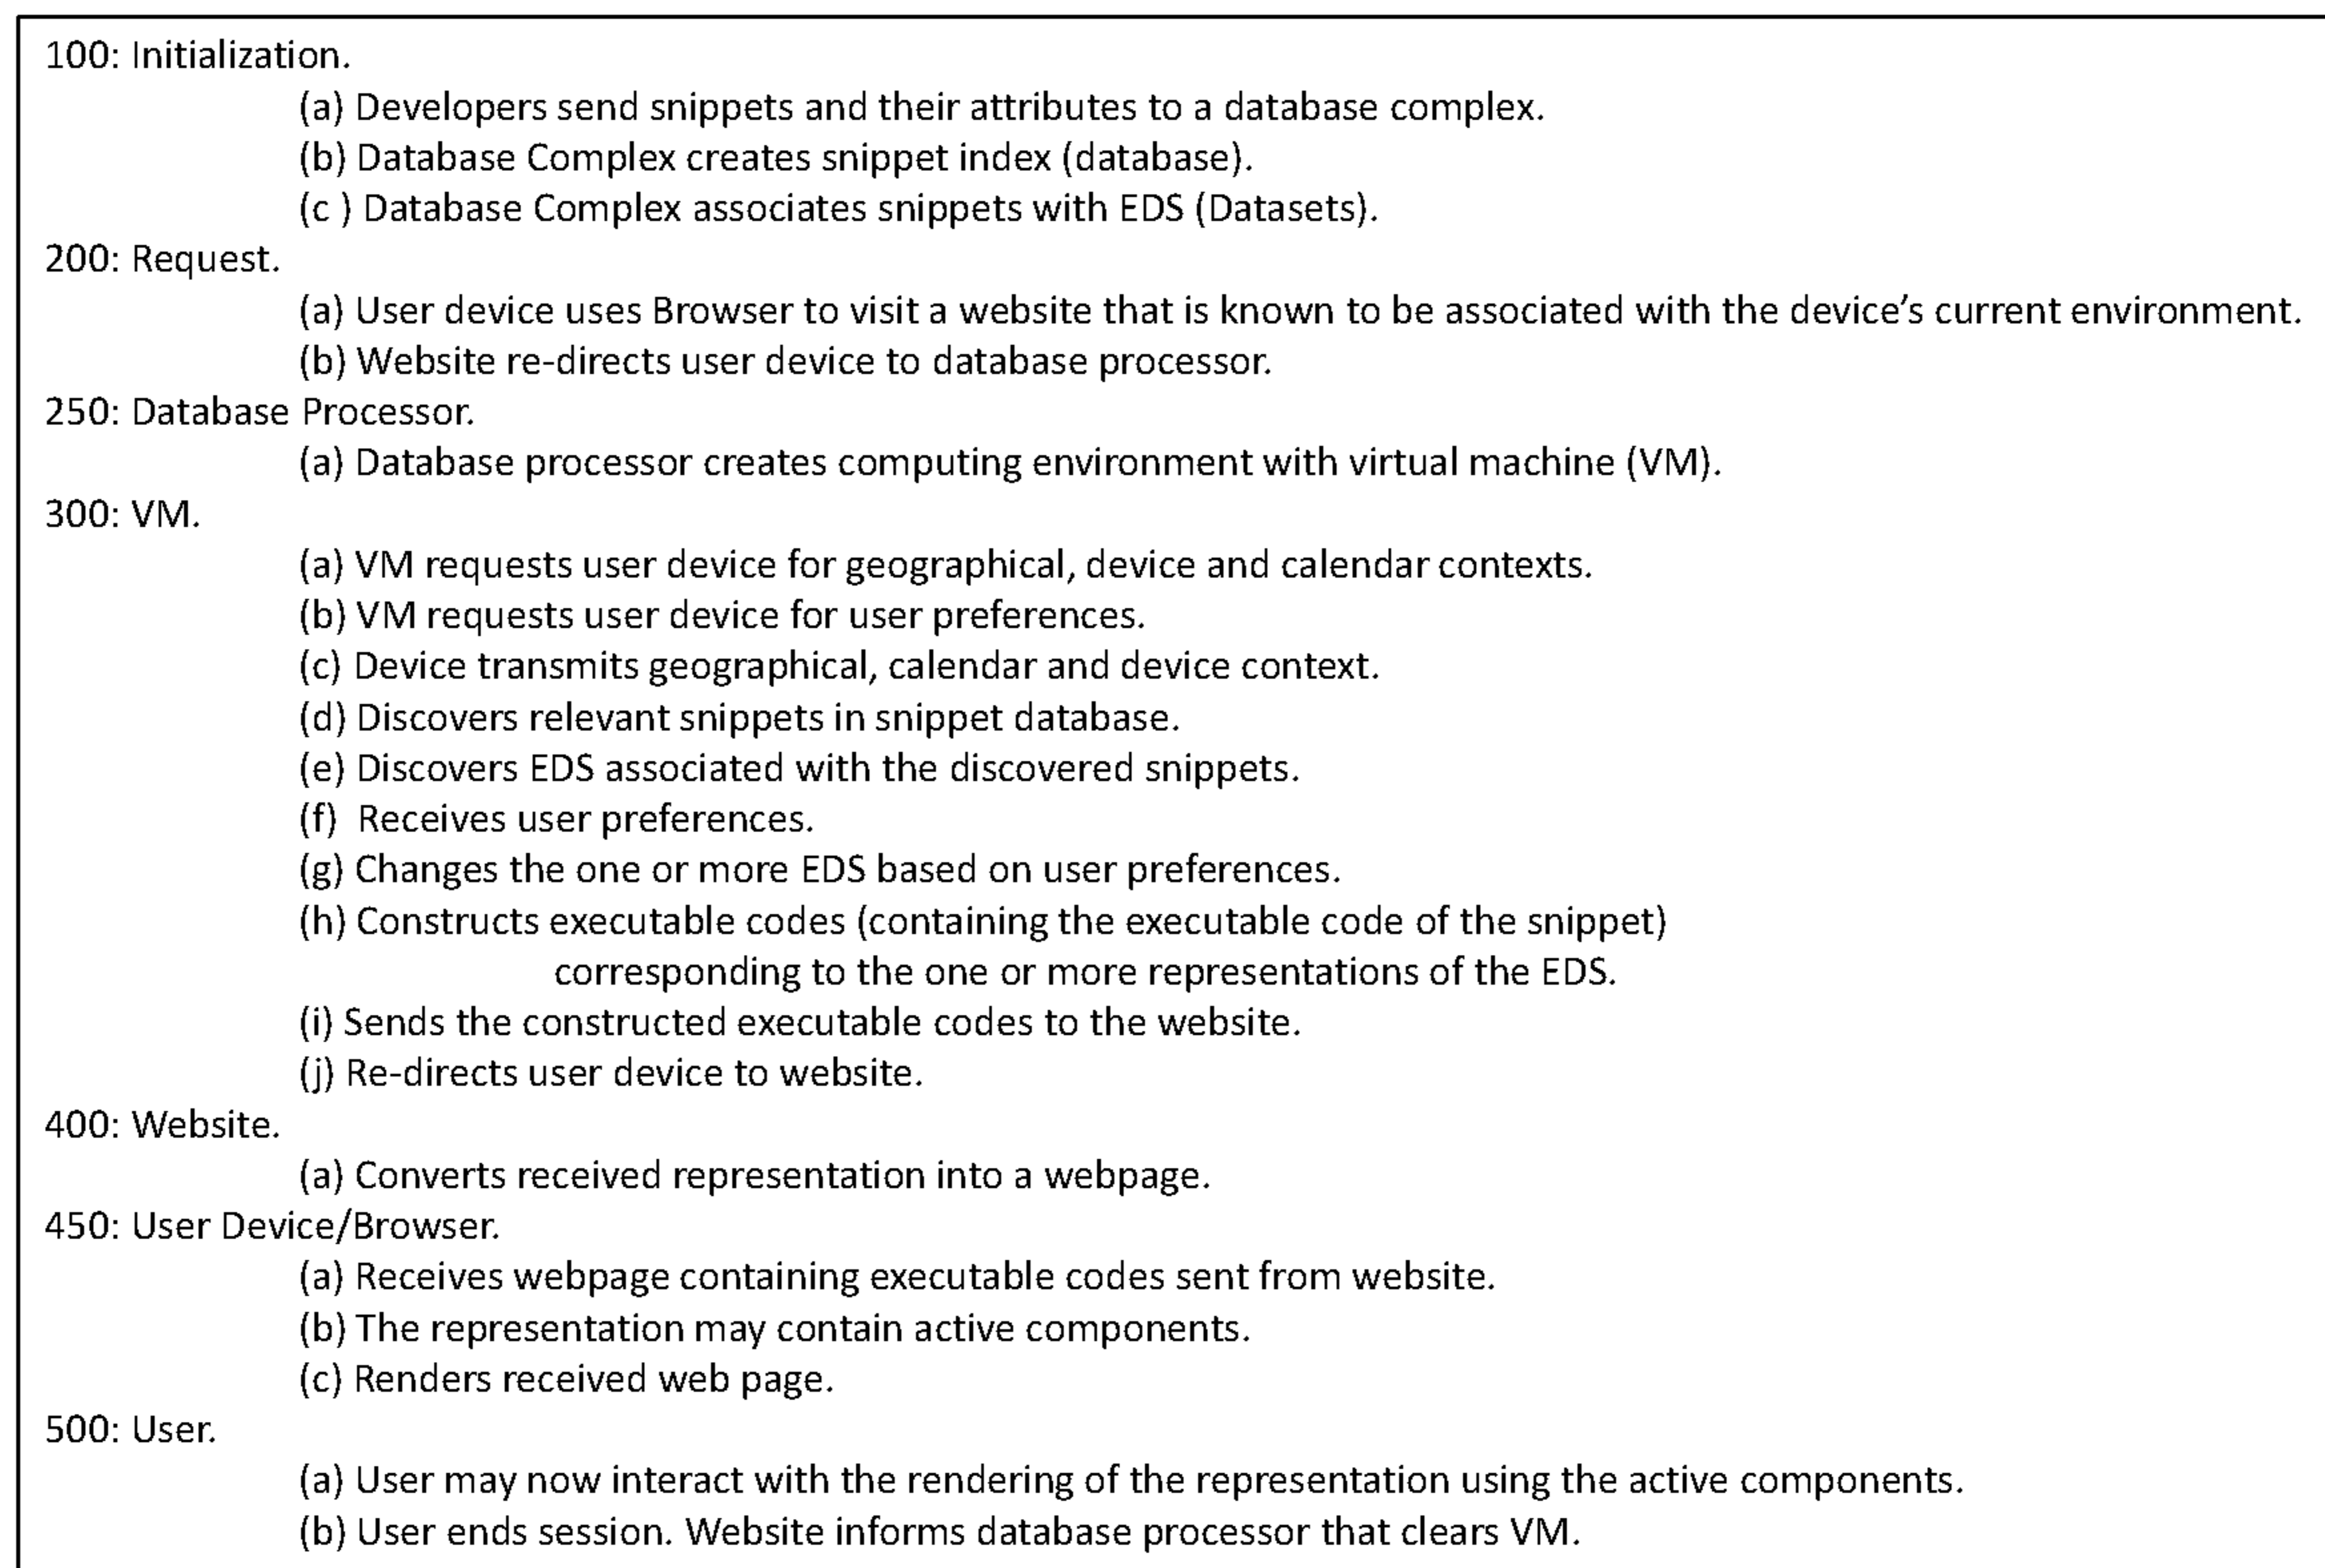 100: Initialization.
(a) Developers send snippets and their attributes to a database complex.
(b) Database Complex creates snippet index (database).
(c ) Database Complex associates snippets with EDS (Datasets).
200: Request.
(a) User device uses Browser to visit a website that is known to be associated with the device’s current environment.
(b) Website re-directs user device to database processor.
250: Database Processor.
(a) Database processor creates computing environment with virtual machine (VM).
300: VM.
(a) VM requests user device for geographical, device and calendar contexts.
(b) VM requests user device for user preferences.
(c) Device transmits geographical, calendar and device context.
(d) Discovers relevant snippets in snippet database.
(e) Discovers EDS associated with the discovered snippets.
(f) Receives user preferences.
(g) Changes the one or more EDS based on user preferences.
(h) Constructs executable codes (containing the executable code of the snippet)
corresponding to the one or more representations of the EDS.
(i) Sends the constructed executable codes to the website.
(j) Re-directs user device to website.
400: Website.
(a) Converts received representation into a webpage.
450: User Device/Browser.
(a) Receives webpage containing executable codes sent from website.
(b) The representation may contain active components.
(c) Renders received web page.
500: User.
(a) User may now interact with the rendering of the representation using the active components.
(b) User ends session. Website informs database processor that clears VM.